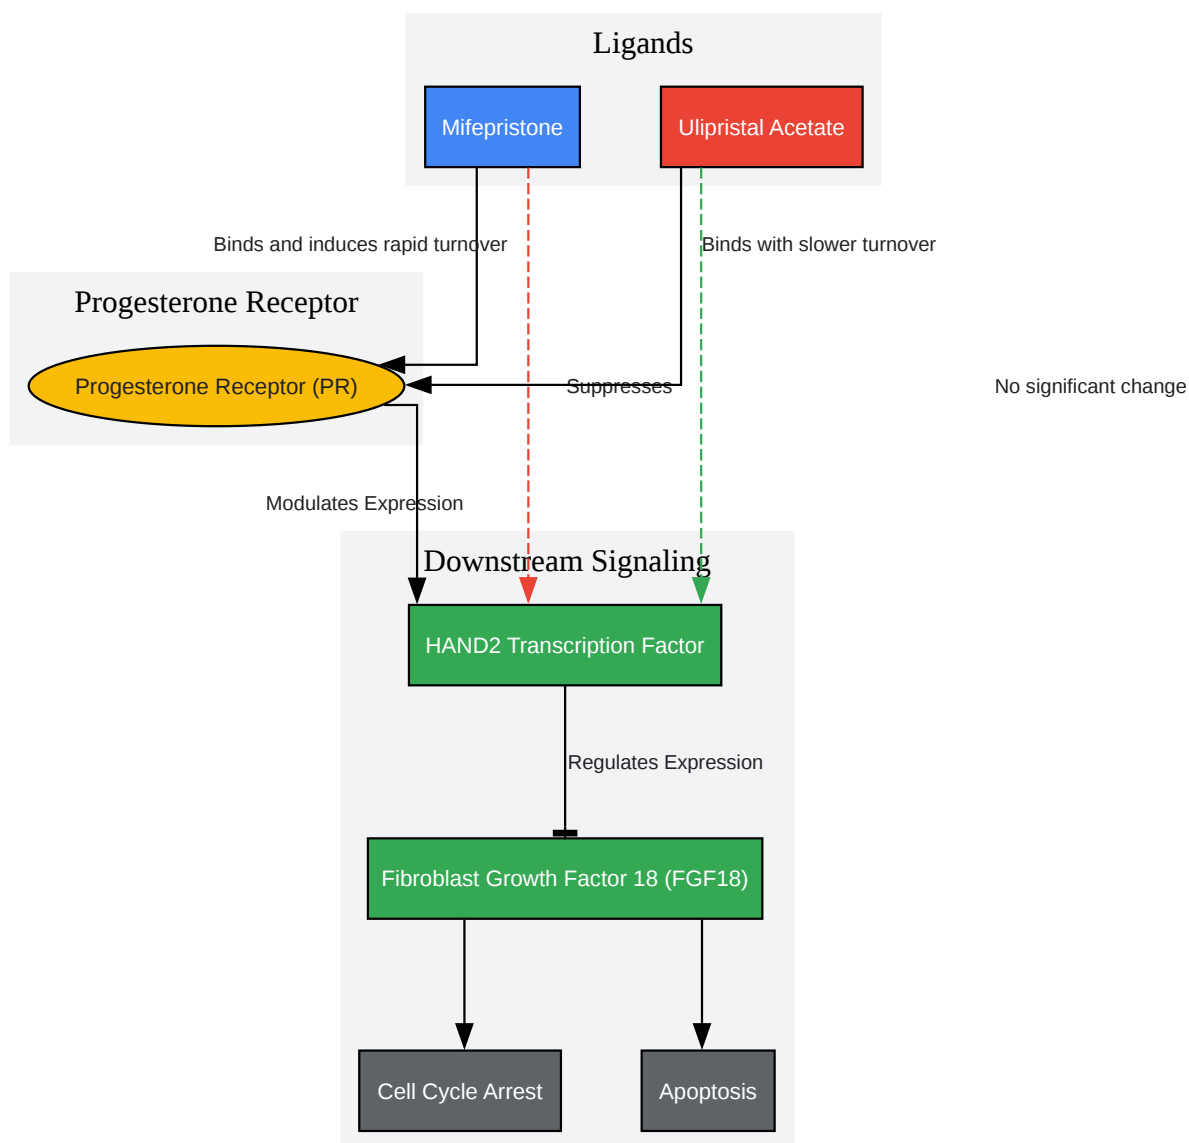 Ligands
Mifepristone
Ulipristal Acetate
Binds and induces rapid turnover
Binds with slower turnover
Progesterone Receptor
Progesterone Receptor (PR)
Suppresses
No significant change
Modulates Expression
Downstream Signaling
HAND2 Transcription Factor
Regulates Expression
Fibroblast Growth Factor 18 (FGF18)
Cell Cycle Arrest
Apoptosis